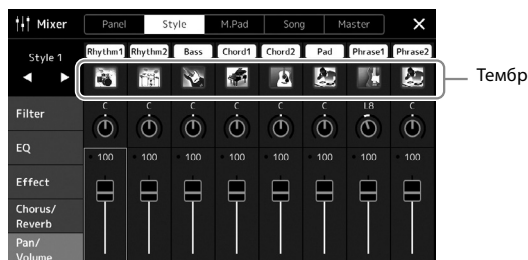 Mixer Panel Style M.Pad Song Master
Style 1 Rhythm1 Rhythm2 Bass Chord1 Chord2 Pad Phrase1 Phrase2
Тембр
Filter C C C C C C L8 C
EQ
100 100 100 100 100 100 100 100
Effect
Chorus/
Reverb
Pan/
Volume